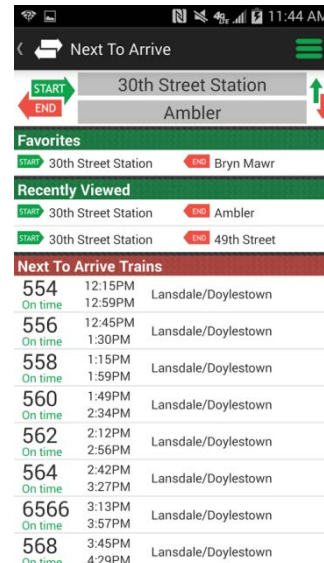 11:44 AM
Next To Arrive
START 30th Street Station
END Ambler
Favorites
START 30th Street Station END Bryn Mawr
Recently Viewed
START 30th Street Station END Ambler
START 30th Street Station END 49th Street
Next To Arrive Trains
554 12:15PM Lansdale/Doylestown
On time 12:59PM
556 12:45PM Lansdale/Doylestown
On time 1:30PM
558 1:15PM Lansdale/Doylestown
On time 1:59PM
560 1:49PM Lansdale/Doylestown
On time 2:34PM
562 2:12PM Lansdale/Doylestown
On time 2:56PM
564 2:42PM Lansdale/Doylestown
On time 3:27PM
6566 3:13PM Lansdale/Doylestown
On time 3:57PM
568 3:45PM Lansdale/Doylestown
On time 4:29PM